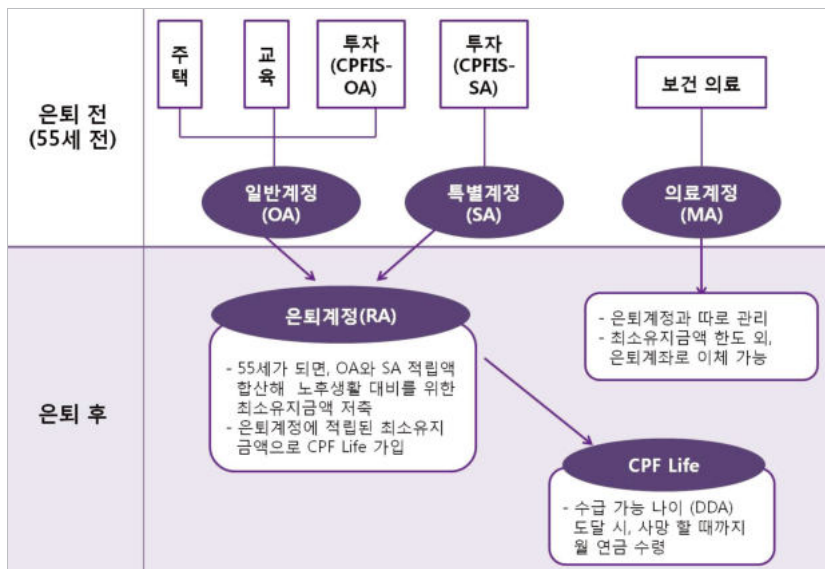 주
택
교
육
투자
(CPFIS-
OA)
투자
(CPFIS-
SA)
보건 의료
은퇴 전
(55세 전)
일반계정
(OA)
특별계정
(SA)
의료계정
(MA)
은퇴 후
은퇴계정(RA)
- 55세가 되면, OA와 SA 적립액
합산해 노후생활 대비를 위한
최소유지금액 저축
- 은퇴계정에 적립된 최소유지
금액으로 CPF Life 가입
- 은퇴계정과 따로 관리
- 최소유지금액 한도 외,
은퇴계좌로 이체 가능
CPF Life
- 수급 가능 나이 (DDA)
도달 시, 사망 할 때까지
월 연금 수령